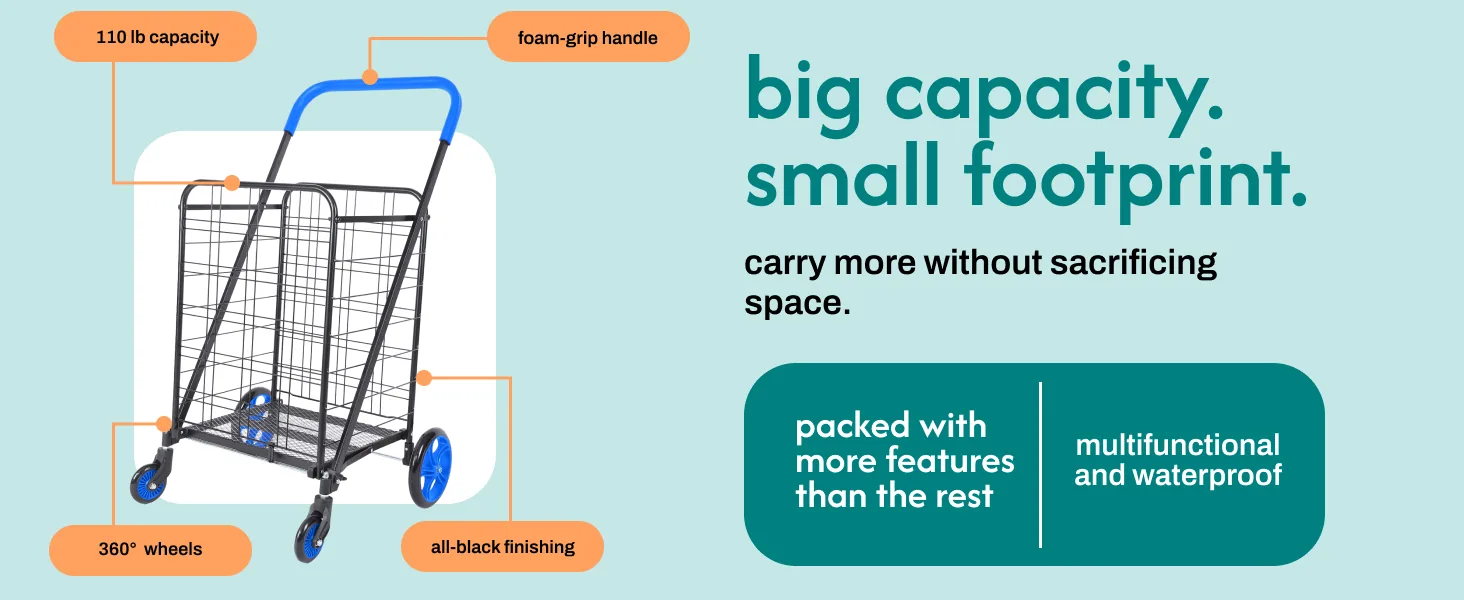 110 lb capacity
foam-grip handle
big capacity.
small footprint.
carry more without sacrificing
space.
packed with
more features
than the rest
multifunctional
and waterproof
360° wheels
all-black finishing